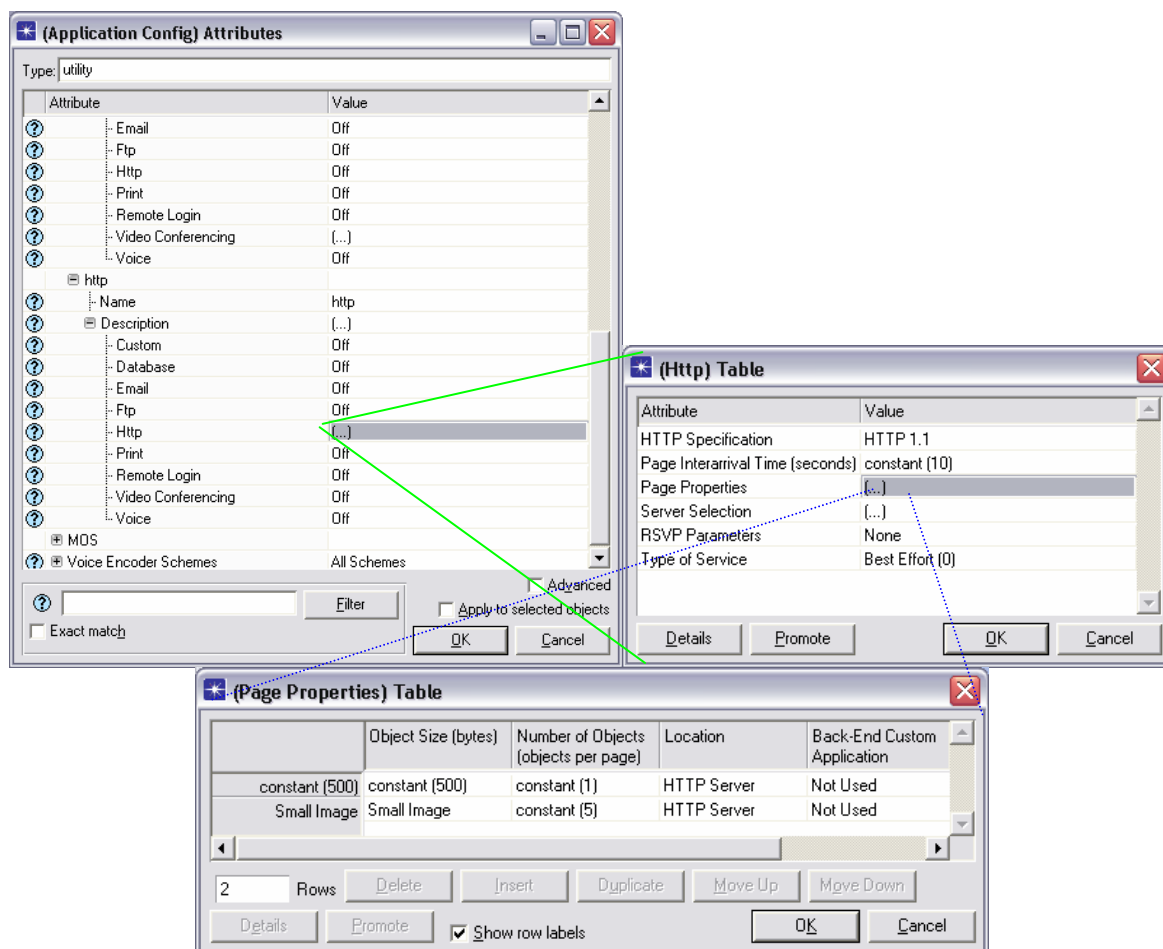 (Application Config) Attributes
Type: utility
Attribute Value
Email Off
Ftp Off
Http Off
Print Off
Remote Login Off
Video Conferencing (...)
Voice Off
http
Name http
Description (...)
Custom Off
Database Off
Email Off
Ftp Off
Http (...)
Print Off
Remote Login Off
Video Conferencing Off
Voice Off
MOS
Voice Encoder Schemes All Schemes
Advanced
Filter
Apply to selected objects
Exact match
OK Cancel
(Http) Table
Attribute Value
HTTP Specification HTTP 1.1
Page Interarrival Time (seconds) constant (10)
Page Properties (...)
Server Selection (...)
RSVP Parameters None
Type of Service Best Effort (0)
Details Promote OK Cancel
(Page Properties) Table
Object Size (bytes) Number of Objects (objects per page) Location Back-End Custom Application
constant (500) constant (500) constant (1) HTTP Server Not Used
Small Image Small Image constant (5) HTTP Server Not Used
2 Rows Delete Insert Duplicate Move Up Move Down
Details Promote Show row labels OK Cancel